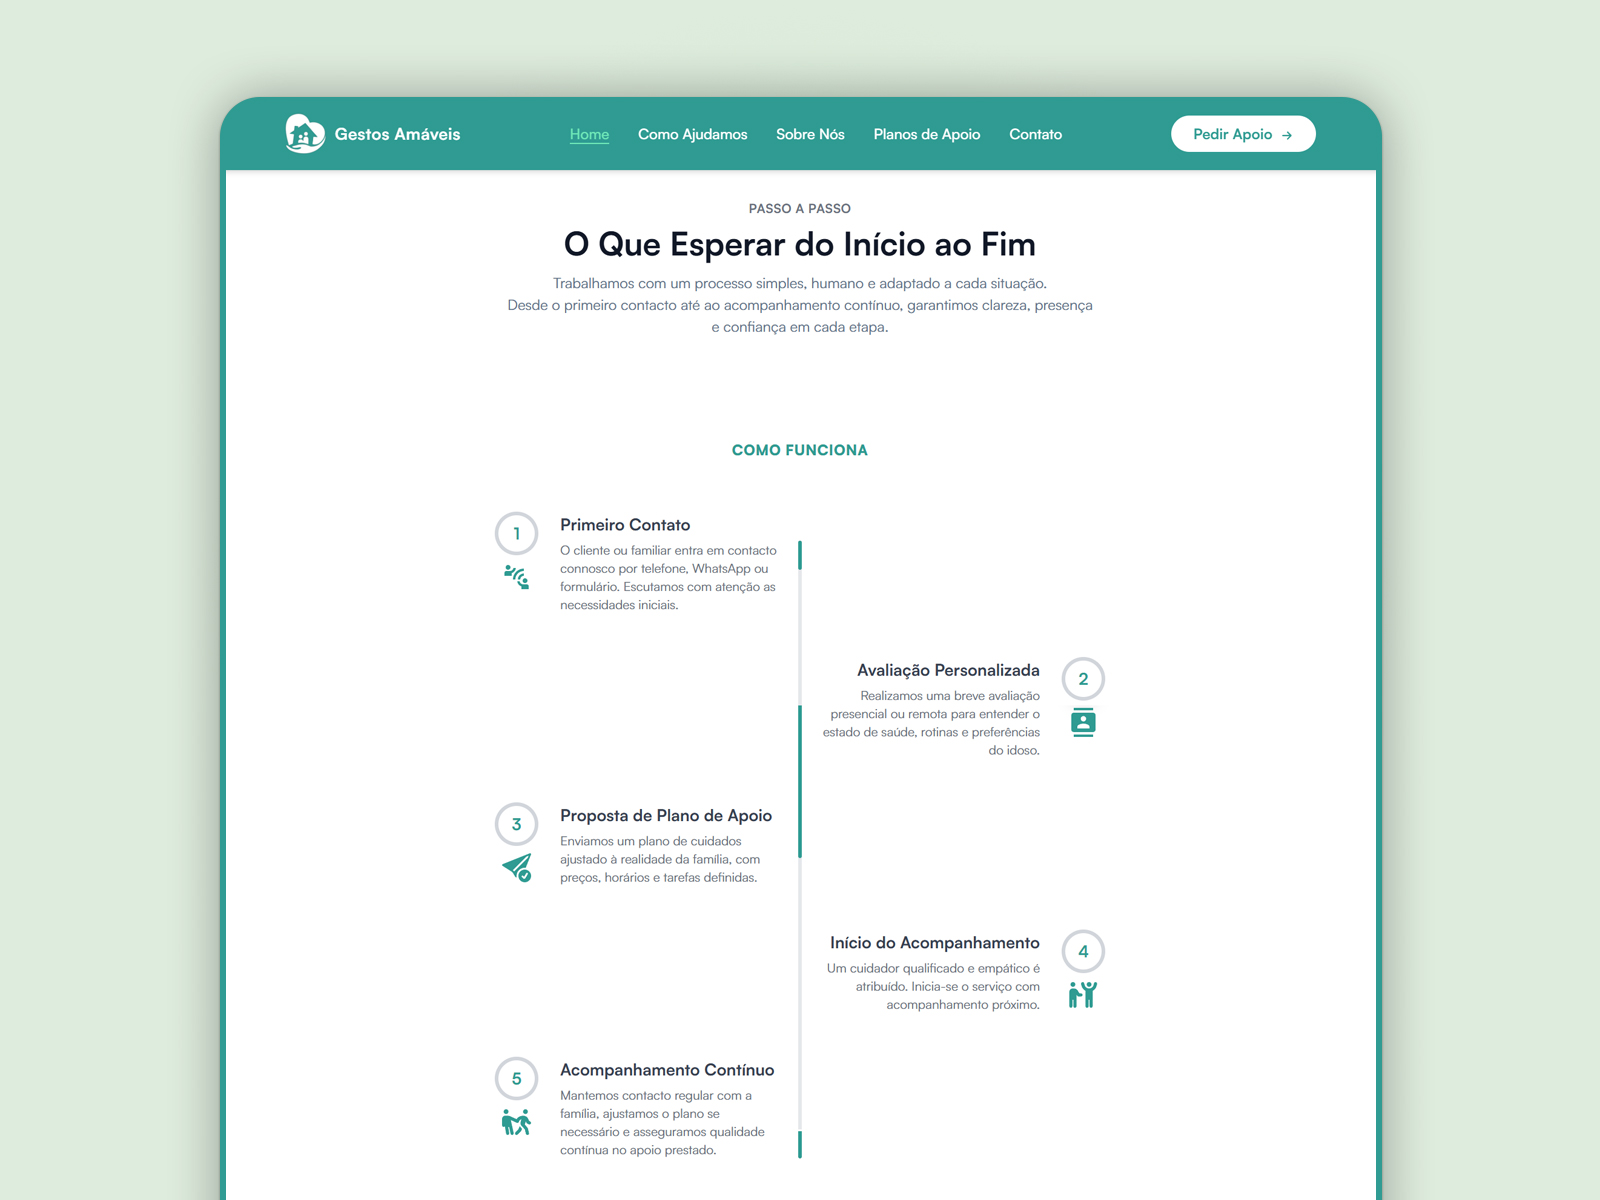 Gestos Amáveis
Home
Como Ajudamos
Sobre Nós
Planos de Apoio
Contato
Pedir Apoio →
PASSO A PASSO
O Que Esperar do Início ao Fim
Trabalhamos com um processo simples, humano e adaptado a cada situação.
Desde o primeiro contacto até ao acompanhamento contínuo, garantimos clareza, presença
e confiança em cada etapa.
COMO FUNCIONA
1
Primeiro Contato
O cliente ou familiar entra em contacto
connosco por telefone, WhatsApp ou
formulário. Escutamos com atenção as
necessidades iniciais.
Avaliação Personalizada
2
Realizamos uma breve avaliação
presencial ou remota para entender o
estado de saúde, rotinas e preferências
do idoso.
3
Proposta de Plano de Apoio
Enviamos um plano de cuidados
ajustado à realidade da família, com
preços, horários e tarefas definidas.
Início do Acompanhamento
4
Um cuidador qualificado e empático é
atribuído. Inicia-se o serviço com
acompanhamento próximo.
5
Acompanhamento Contínuo
Mantemos contacto regular com a
família, ajustamos o plano se
necessário e asseguramos qualidade
contínua no apoio prestado.